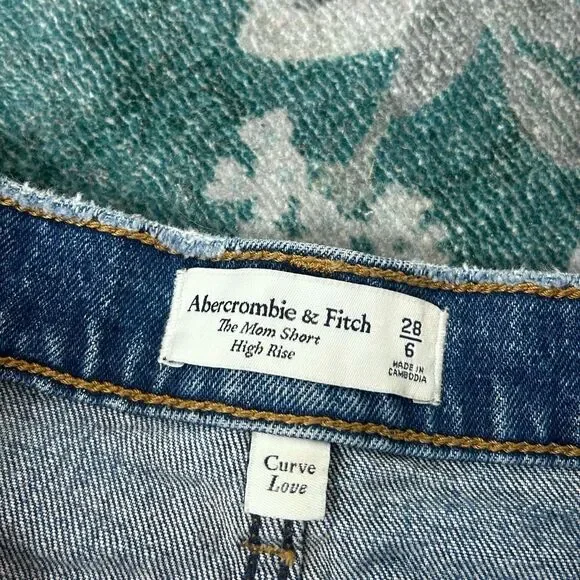 Abercrombie & Fitch
The Mom Short
High Rise
28
6
MADE IN
CAMBODIA
Curve
Love